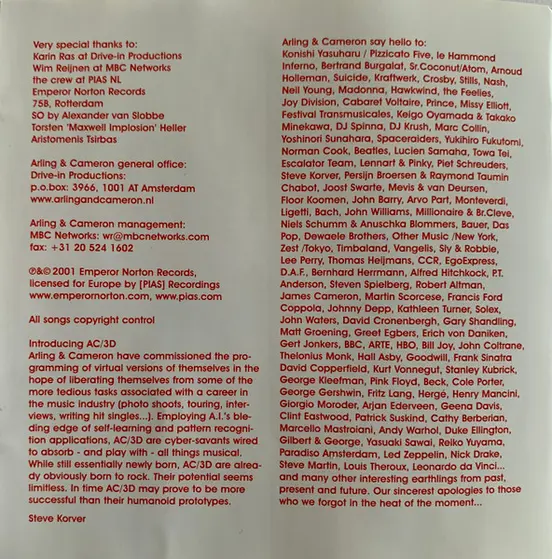 Very special thanks to:
Karin Ras at Drive-in Productions
Wim Reijnen at MBC Networks
the crew at PIAS NL
Emperor Norton Records
75B, Rotterdam
SO by Alexander van Slobbe
Torsten 'Maxwell Implosion' Heller
Aristomenis Tsirbas

Arling & Cameron general office:
Drive-in Productions:
p.o.box: 3966, 1001 AT Amsterdam
www.arlingandcameron.nl

Arling & Cameron management:
MBC Networks: wr@mbcnetworks.com
fax: +31 20 524 1602

℗&© 2001 Emperor Norton Records,
licensed for Europe by [PIAS] Recordings
www.emperornorton.com, www.pias.com

All songs copyright control

Introducing AC/3D
Arling & Cameron have commissioned the pro-
gramming of virtual versions of themselves in the
hope of liberating themselves from some of the
more tedious tasks associated with a career in
the music industry (photo shoots, touring, inter-
views, writing hit singles...). Employing A.I.'s blee-
ding edge of self-learning and pattern recogni-
tion applications, AC/3D are cyber-savants wired
to absorb - and play with - all things musical.
While still essentially newly born, AC/3D are alrea-
dy obviously born to rock. Their potential seems
limitless. In time AC/3D may prove to be more
successful than their humanoid prototypes.

Steve Korver

Arling & Cameron say hello to:
Konishi Yasuharu / Pizzicato Five, le Hammond
Inferno, Bertrand Burgalat, Sr.Coconut/Atom, Arnoud
Holleman, Suicide, Kraftwerk, Crosby, Stills, Nash,
Neil Young, Madonna, Hawkwind, the Feelies,
Joy Division, Cabaret Voltaire, Prince, Missy Elliott,
Festival Transmusicales, Keigo Oyamada & Takako
Minekawa, DJ Spinna, DJ Krush, Marc Collin,
Yoshinori Sunahara, Spaceraiders, Yukihiro Fukutomi,
Norman Cook, Beatles, Lucien Samaha, Towa Tei,
Escalator Team, Lennart & Pinky, Piet Schreuders,
Steve Korver, Persijn Broersen & Raymond Taumin
Chabot, Joost Swarte, Mevis & van Deursen,
Floor Koomen, John Barry, Arvo Part, Monteverdi,
Ligetti, Bach, John Williams, Millionaire & Br.Cleve,
Niels Schumm & Anuschka Blommers, Bauer, Das
Pop, Dewaele Brothers, Other Music /New York,
Zest /Tokyo, Timbaland, Vangelis, Sly & Robbie,
Lee Perry, Thomas Heijmans, CCR, EgoExpress,
D.A.F., Bernhard Herrmann, Alfred Hitchkock, P.T.
Anderson, Steven Spielberg, Robert Altman,
James Cameron, Martin Scorcese, Francis Ford
Coppola, Johnny Depp, Kathleen Turner, Solex,
John Waters, David Cronenbergh, Gary Shandling,
Matt Groening, Greet Egbers, Erich von Daniken,
Gert Jonkers, BBC, ARTE, HBO, Bill Joy, John Coltrane,
Thelonius Monk, Hall Asby, Goodwill, Frank Sinatra
David Copperfield, Kurt Vonnegut, Stanley Kubrick,
George Kleefman, Pink Floyd, Beck, Cole Porter,
George Gershwin, Fritz Lang, Hergé, Henry Mancini,
Giorgio Moroder, Arjan Ederveen, Geena Davis,
Clint Eastwood, Patrick Suskind, Cathy Berberian,
Marcello Mastroiani, Andy Warhol, Duke Ellington,
Gilbert & George, Yasuaki Sawai, Reiko Yuyama,
Paradiso Amsterdam, Led Zeppelin, Nick Drake,
Steve Martin, Louis Theroux, Leonardo da Vinci...
and many other interesting earthlings from past,
present and future. Our sincerest apologies to those
who we forgot in the heat of the moment...